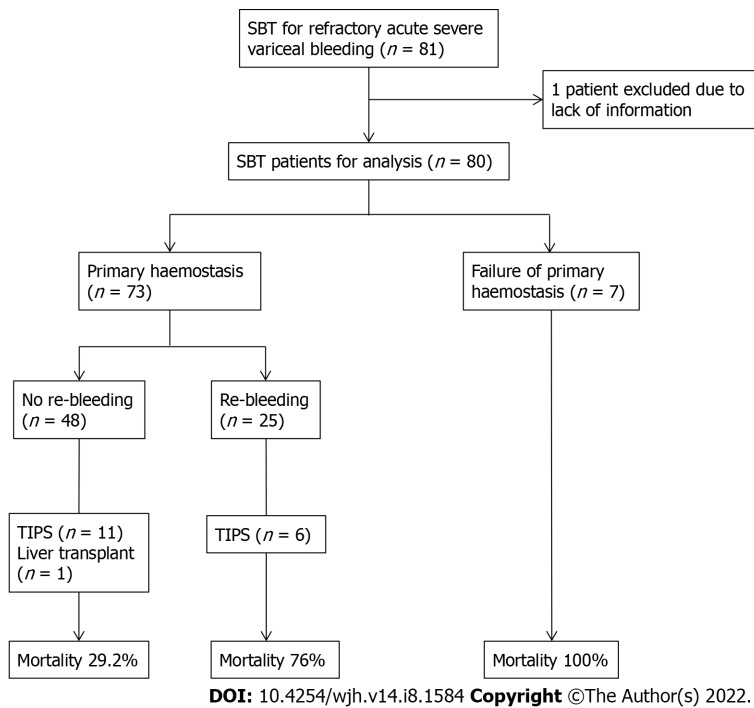 SBT for refractory acute severe
variceal bleeding (n = 81)
1 patient excluded due to
lack of information
SBT patients for analysis (n = 80)
Primary haemostasis
(n = 73)
Failure of primary
haemostasis (n = 7)
No re-bleeding
(n = 48)
Re-bleeding
(n = 25)
TIPS (n = 11)
Liver transplant
(n = 1)
TIPS (n = 6)
Mortality 29.2%
Mortality 76%
Mortality 100%
DOI: 10.4254/wjh.v14.i8.1584 Copyright ©The Author(s) 2022.